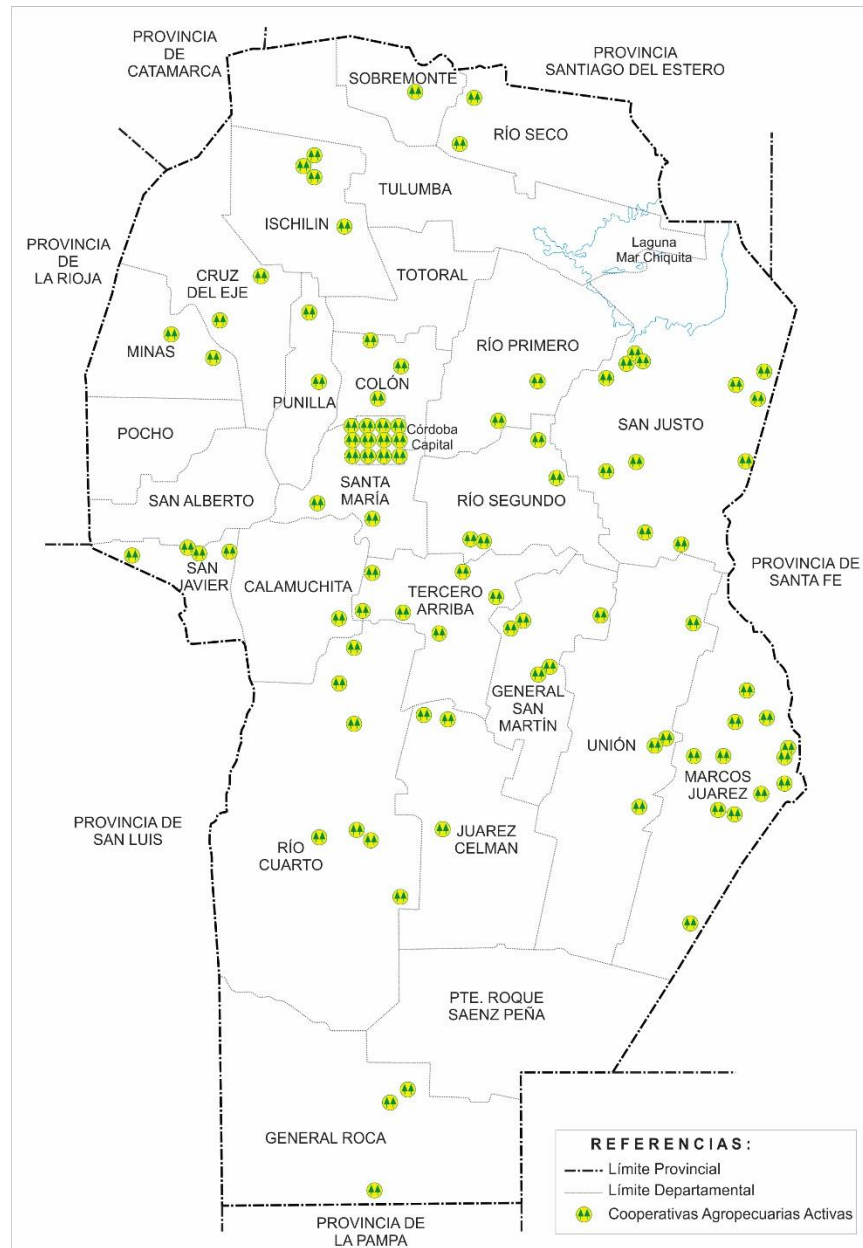 PROVINCIA
DE
CATAMARCA
PROVINCIA
SANTIAGO DEL ESTERO
SOBREMONTE
RÍO SECO
TULUMBA
ISCHILIN
PROVINCIA
DE
LA RIOJA
Laguna
Mar Chiquita
CRUZ
DEL EJE
TOTORAL
MINAS
RÍO PRIMERO
COLÓN
PUNILLA
POCHO
Córdoba
Capital
SAN JUSTO
SANTA
MARÍA
SAN ALBERTO
RÍO SEGUNDO
SAN
JAVIER
CALAMUCHITA
TERCERO
ARRIBA
PROVINCIA DE
SANTA FE
GENERAL
SAN
MARTÍN
UNIÓN
MARCOS
JUAREZ
PROVINCIA DE
SAN LUIS
RÍO
CUARTO
JUAREZ
CELMAN
PTE. ROQUE
SAENZ PEÑA
GENERAL ROCA
PROVINCIA DE
LA PAMPA
REFERENCIAS:
Límite Provincial
Límite Departamental
Cooperativas Agropecuarias Activas